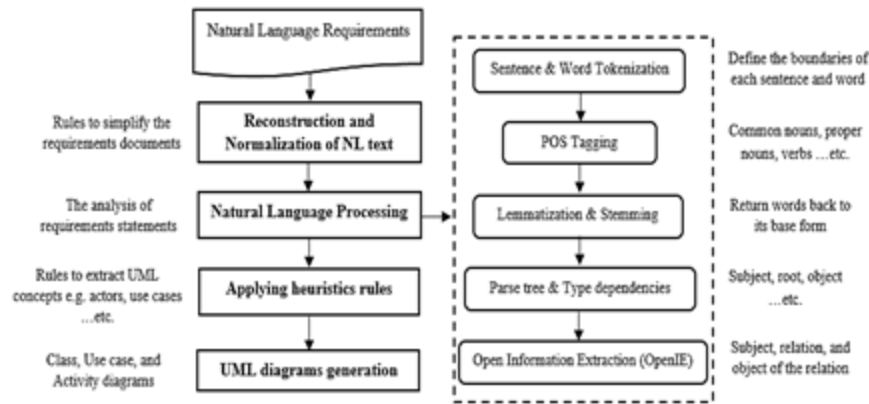 Natural Language Requirements
Rules to simplify the
requirements documents
Reconstruction and
Normalization of NL text
The analysis of
requirements statements
Natural Language Processing
Rules to extract UML
concepts e.g. actors, use cases
...etc.
Applying heuristics rules
Class, Use case, and
Activity diagrams
UML diagrams generation
Sentence & Word Tokenization
Define the boundaries of
each sentence and word
POS Tagging
Common nouns, proper
nouns, verbs ...etc.
Lemmatization & Stemming
Return words back to
its base form
Parse tree & Type dependencies
Subject, root, object
...etc.
Open Information Extraction (OpenIE)
Subject, relation, and
object of the relation